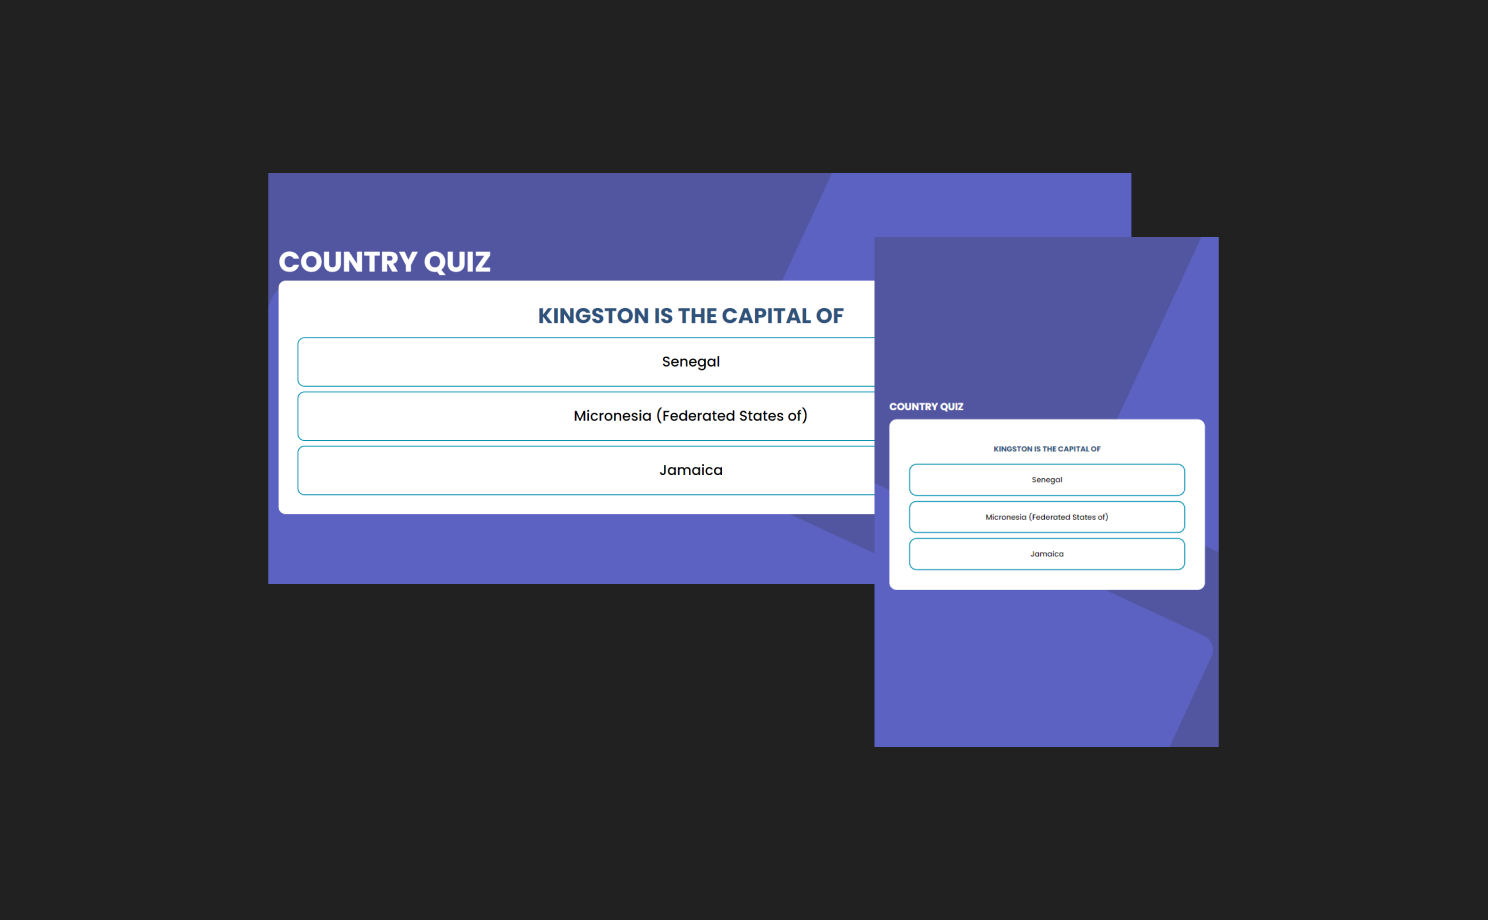 COUNTRY QUIZ
KINGSTON IS THE CAPITAL OF
Senegal
Micronesia (Federated States of)
Jamaica
COUNTRY QUIZ
KINGSTON IS THE CAPITAL OF
Senegal
Micronesia (Federated States of)
Jamaica